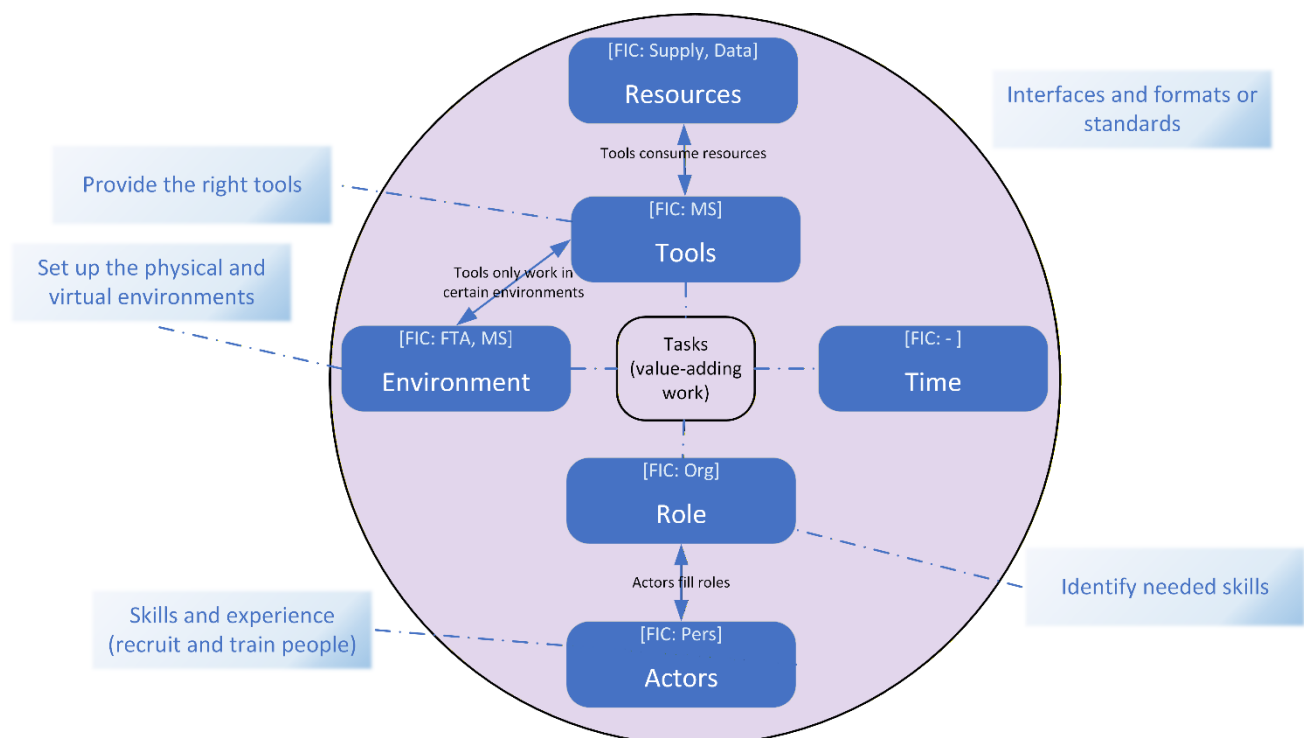 [FIC: Supply, Data]
Resources
Interfaces and formats or
standards
Tools consume resources
Provide the right tools
[FIC: MS]
Tools
Set up the physical and
virtual environments
Tools only work in
certain environments
[FIC: FTA, MS]
Environment
Tasks
(value-adding
work)
[FIC: - ]
Time
[FIC: Org]
Role
Actors fill roles
Identify needed skills
Skills and experience
(recruit and train people)
[FIC: Pers]
Actors